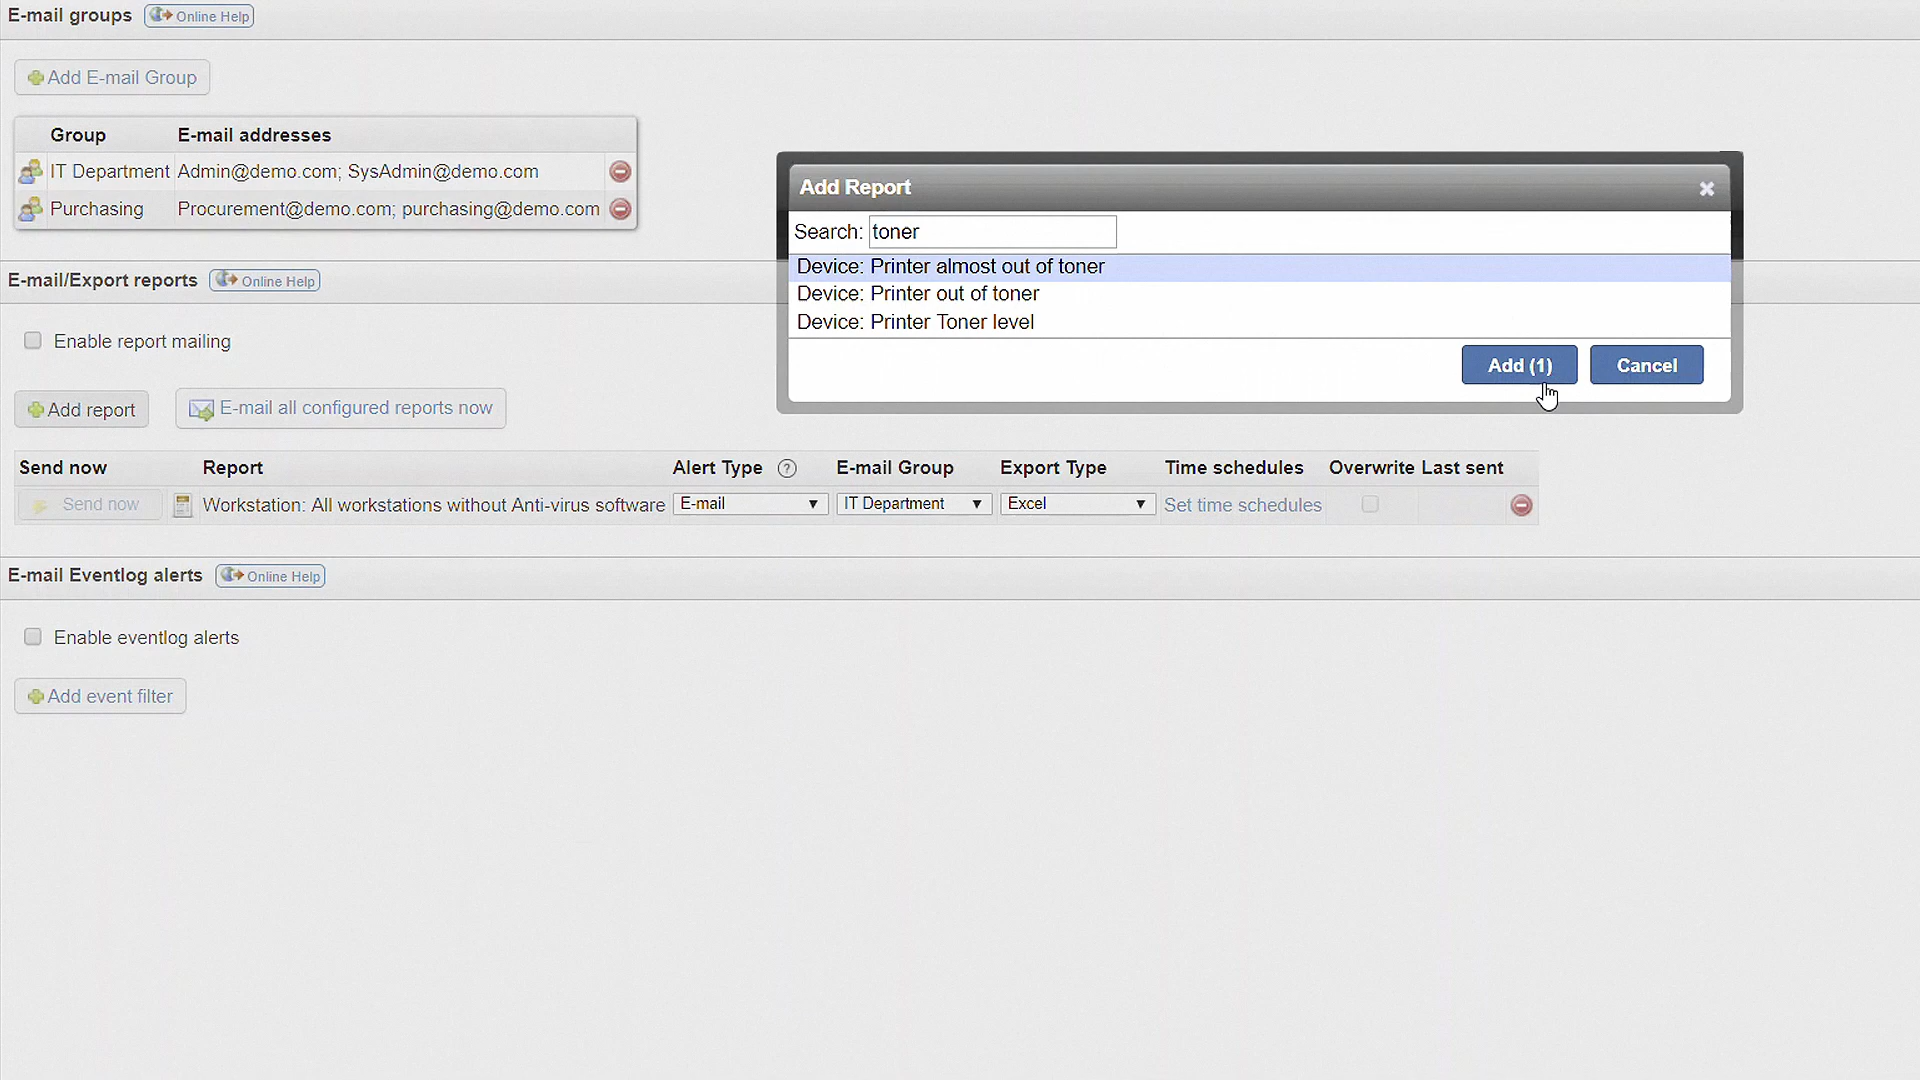 E-mail groups Online Help
Add E-mail Group
Group E-mail addresses
IT Department Admin@demo.com; SysAdmin@demo.com
Purchasing Procurement@demo.com; purchasing@demo.com
Add Report
Search: toner
Device: Printer almost out of toner
Device: Printer out of toner
Device: Printer Toner level
Add (1) Cancel
E-mail/Export reports Online Help
Enable report mailing
Add report E-mail all configured reports now
Send now Report Alert Type ? E-mail Group Export Type Time schedules Overwrite Last sent
Send now Workstation: All workstations without Anti-virus software E-mail IT Department Excel Set time schedules
E-mail Eventlog alerts Online Help
Enable eventlog alerts
Add event filter